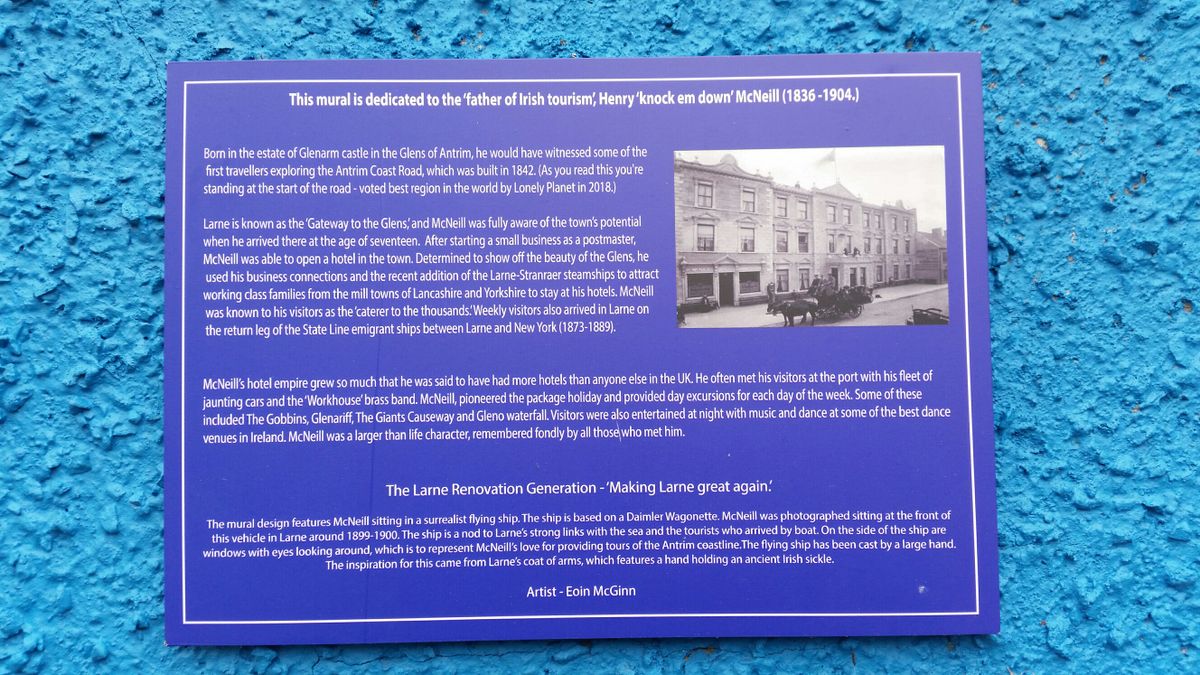 This mural is dedicated to the 'father of Irish tourism', Henry 'knock em down' McNeill (1836 -1904.)
Born in the estate of Glenarm castle in the Glens of Antrim, he would have witnessed some of the
first travellers exploring the Antrim Coast Road, which was built in 1842. (As you read this you're
standing at the start of the road - voted best region in the world by Lonely Planet in 2018.)
Larne is known as the 'Gateway to the Glens,' and McNeill was fully aware of the town's potential
when he arrived there at the age of seventeen. After starting a small business as a postmaster,
McNeill was able to open a hotel in the town. Determined to show off the beauty of the Glens, he
used his business connections and the recent addition of the Larne-Stranraer steamships to attract
working class families from the mill towns of Lancashire and Yorkshire to stay at his hotels. McNeill
was known to his visitors as the 'caterer to the thousands.' Weekly visitors also arrived in Larne on
the return leg of the State Line emigrant ships between Larne and New York (1873-1889).
McNeill's hotel empire grew so much that he was said to have had more hotels than anyone else in the UK. He often met his visitors at the port with his fleet of
jaunting cars and the 'Workhouse' brass band. McNeill, pioneered the package holiday and provided day excursions for each day of the week. Some of these
included The Gobbins, Glenariff, The Giants Causeway and Gleno waterfall. Visitors were also entertained at night with music and dance at some of the best dance
venues in Ireland. McNeill was a larger than life character, remembered fondly by all those who met him.
The Larne Renovation Generation - 'Making Larne great again.'
The mural design features McNeill sitting in a surrealist flying ship. The ship is based on a Daimler Wagonette. McNeill was photographed sitting at the front of
this vehicle in Larne around 1899-1900. The ship is a nod to Larne's strong links with the sea and the tourists who arrived by boat. On the side of the ship are
windows with eyes looking around, which is to represent McNeill's love for providing tours of the Antrim coastline.The flying ship has been cast by a large hand.
The inspiration for this came from Larne's coat of arms, which features a hand holding an ancient Irish sickle.
Artist - Eoin McGinn